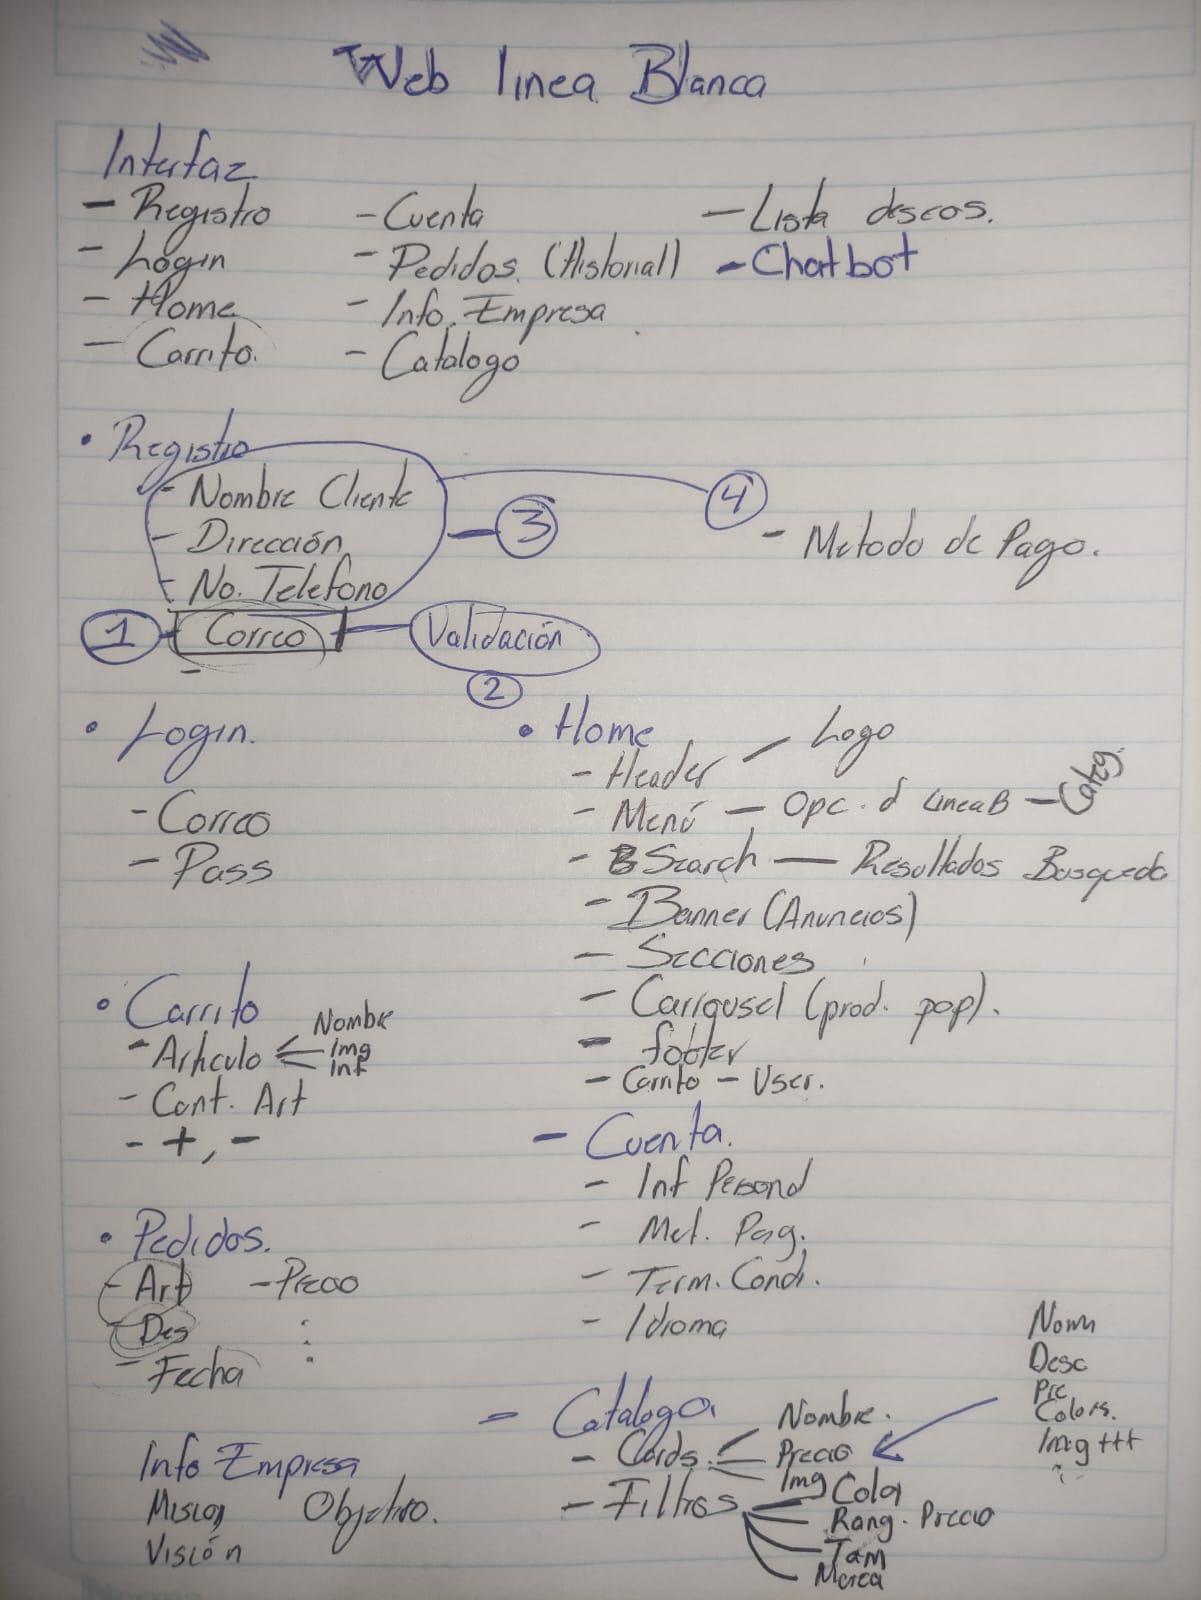 Web linea Blanca
Interfaz
- Registro
- Login
- Home
- Carrito.
- Cuenta
- Pedidos. (Historial)
- Info. Empresa
- Catalogo
- Lista deseos.
- Chatbot
• Registro
- Nombre Cliente
- Dirección
- No. Telefono
3
4
- Metodo de Pago.
1 - Correo - Validación
2
-
• Login.
- Correo
- Pass
• Home
- Header - Logo
- Menú - Opc. d LineaB - Categ.
- Search - Resultados Busqueda
- Banner (Anuncios)
- Secciones
- Carrousel (prod. pop).
- footer
- Carrito - User.
• Carrito
- Articulo
Nombre
Img
Inf
- Cant. Art
- +, -
- Cuenta.
- Inf Personal
- Met. Pag.
- Term. Condi.
- Idioma
• Pedidos.
- Art - Precio
- Des
- Fecha
Info Empresa
Mision Objetivo.
Visión
- Catalogo
- Cards.
Nombre.
Precio
Img
- Filtros
Color
Rang. Precio
Tam
Marca
Nom
Desc
Pre
Colors.
Img +++